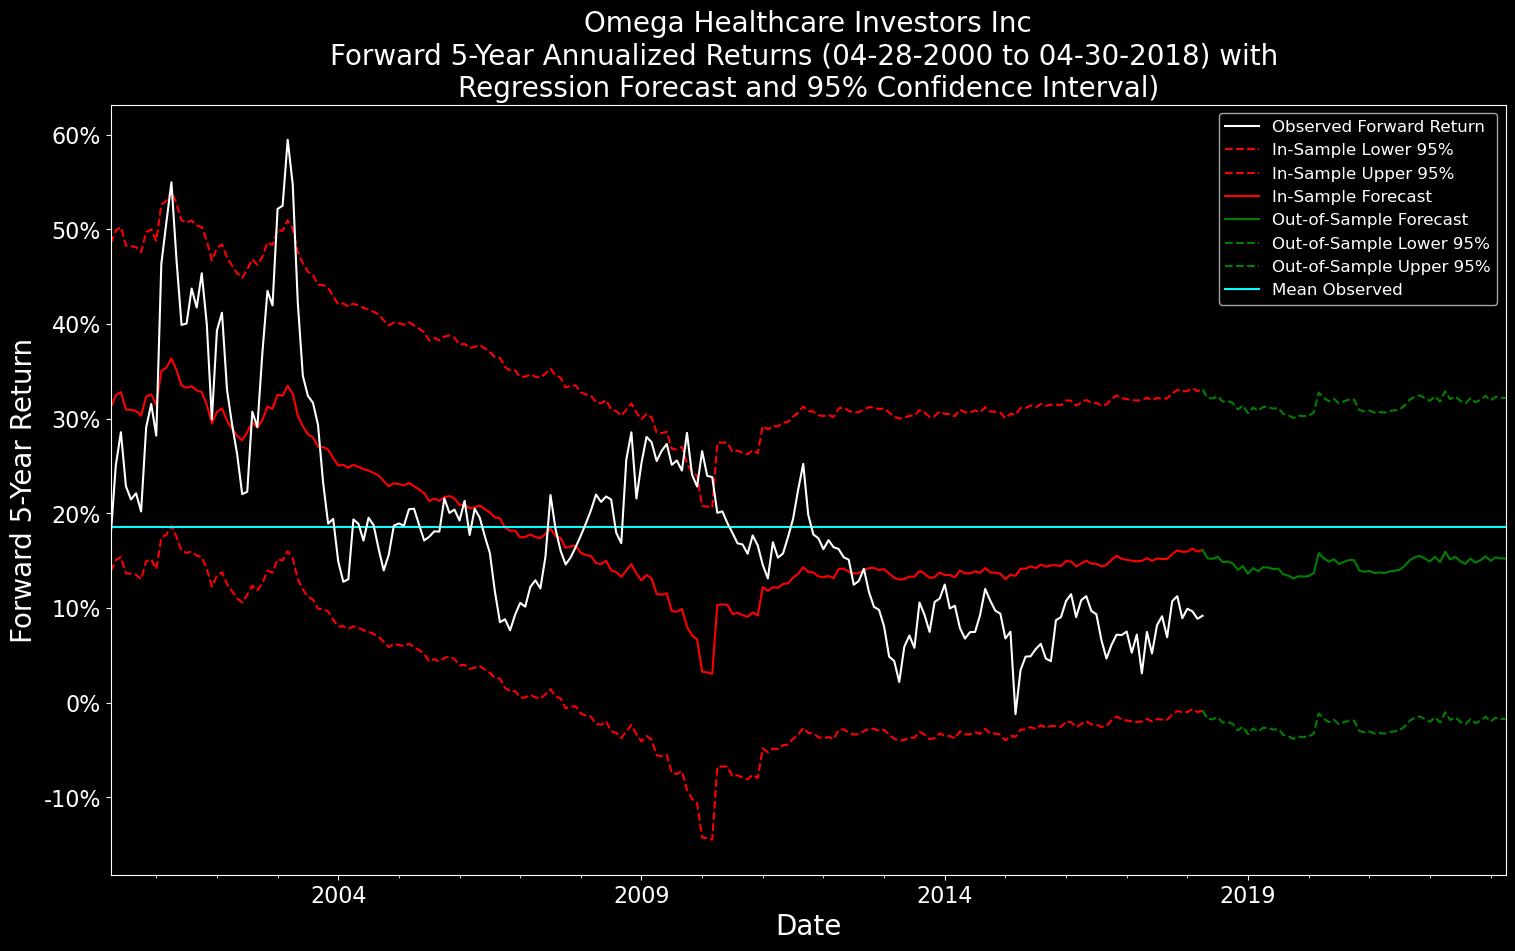 Omega Healthcare Investors Inc
Forward 5-Year Annualized Returns (04-28-2000 to 04-30-2018) with
Regression Forecast and 95% Confidence Interval)
Observed Forward Return
In-Sample Lower 95%
In-Sample Upper 95%
In-Sample Forecast
Out-of-Sample Forecast
Out-of-Sample Lower 95%
Out-of-Sample Upper 95%
Mean Observed
Forward 5-Year Return
60%
50%
40%
30%
20%
10%
0%
-10%
2004
2009
2014
2019
Date